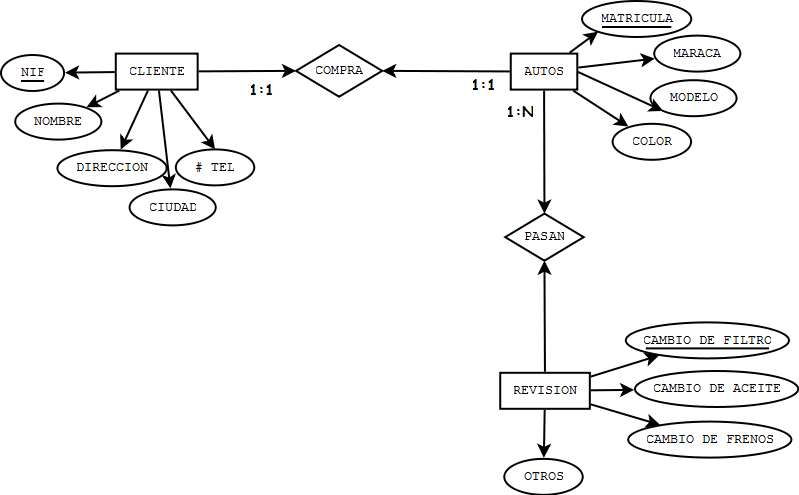 MATRICULA
NIF
CLIENTE
COMPRA
AUTOS
MARACA
1:1
1:1
MODELO
1:N
NOMBRE
COLOR
DIRECCION
# TEL
CIUDAD
PASAN
CAMBIO DE FILTRO
REVISION
CAMBIO DE ACEITE
CAMBIO DE FRENOS
OTROS